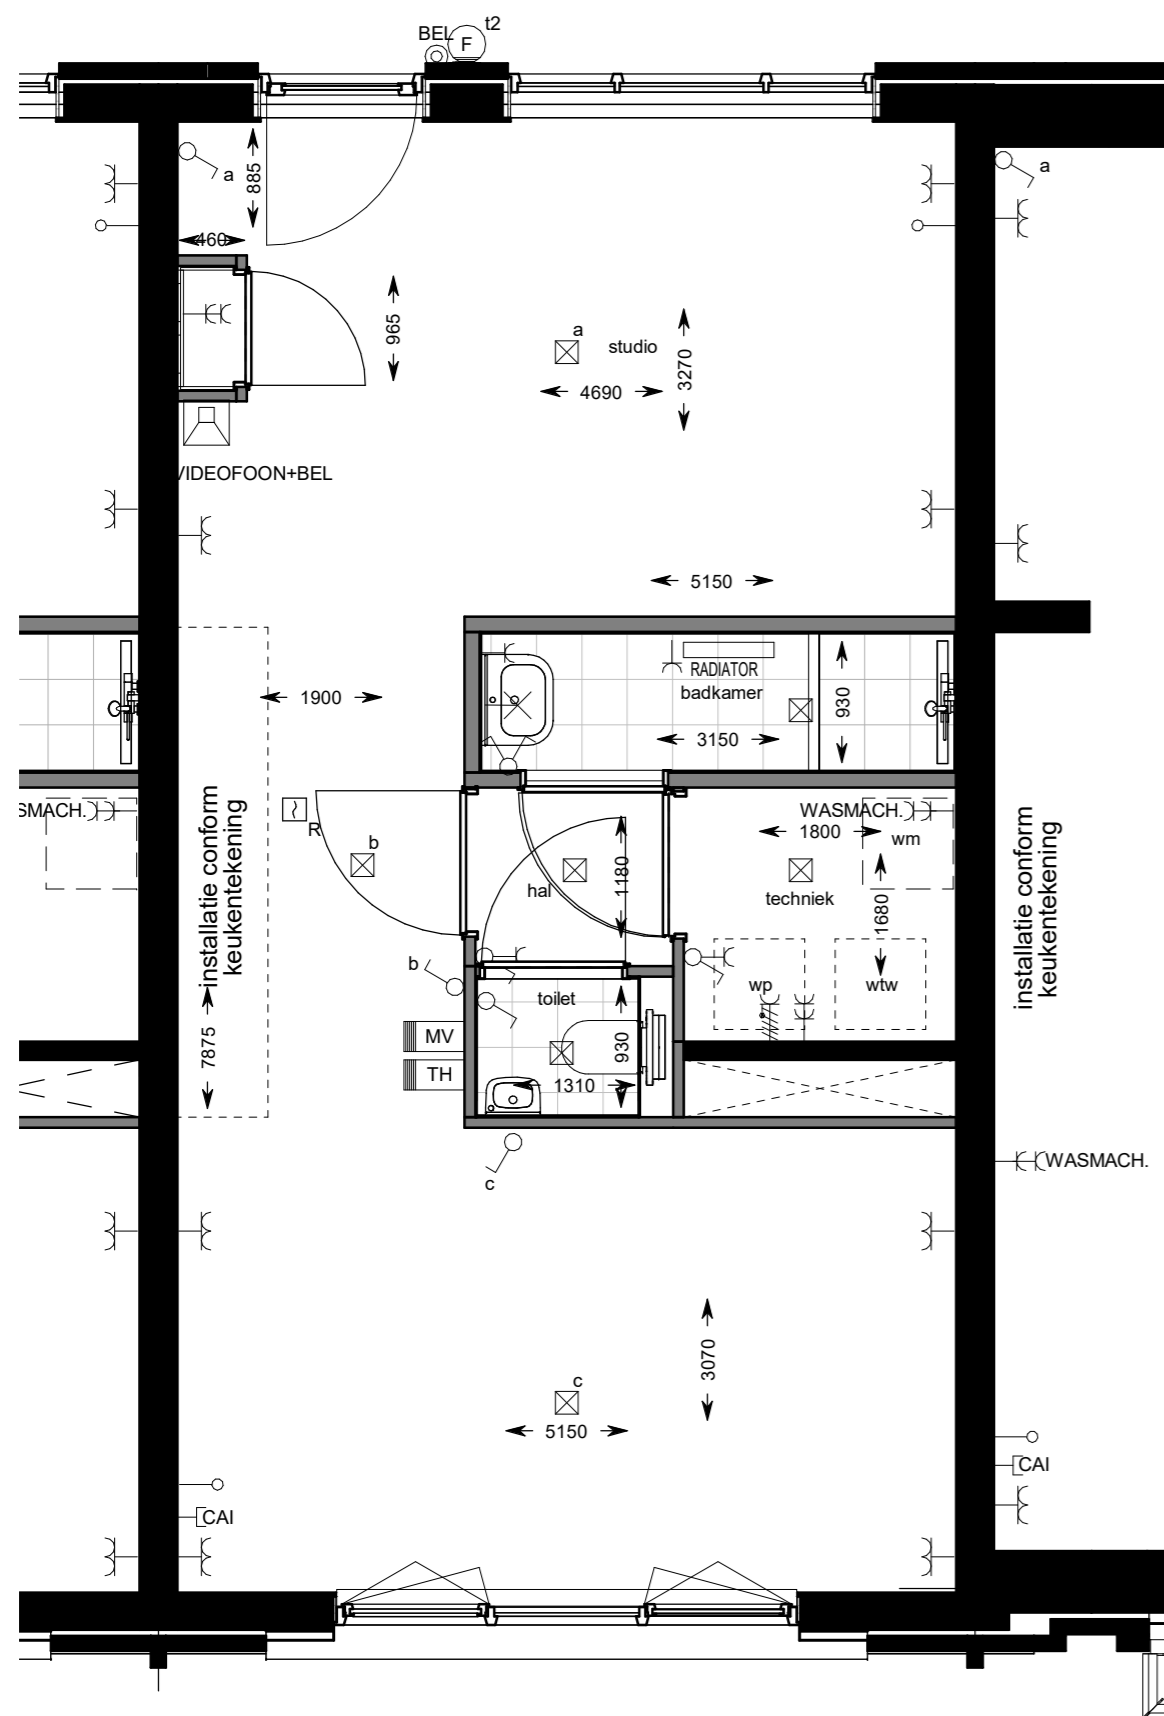 BEL
t2
F
a
885
a
460
965
a
studio
3270
4690
VIDEOFOON+BEL
5150
RADIATOR
badkamer
1900
930
3150
SMACH.
installatie conform
keukentekening
R
b
WASMACH.
1800
wm
installatie conform
keukentekening
hal
1180
techniek
1680
b
toilet
wp
wtw
7875
MV
930
TH
1310
WASMACH.
c
3070
c
5150
CAI
CAI